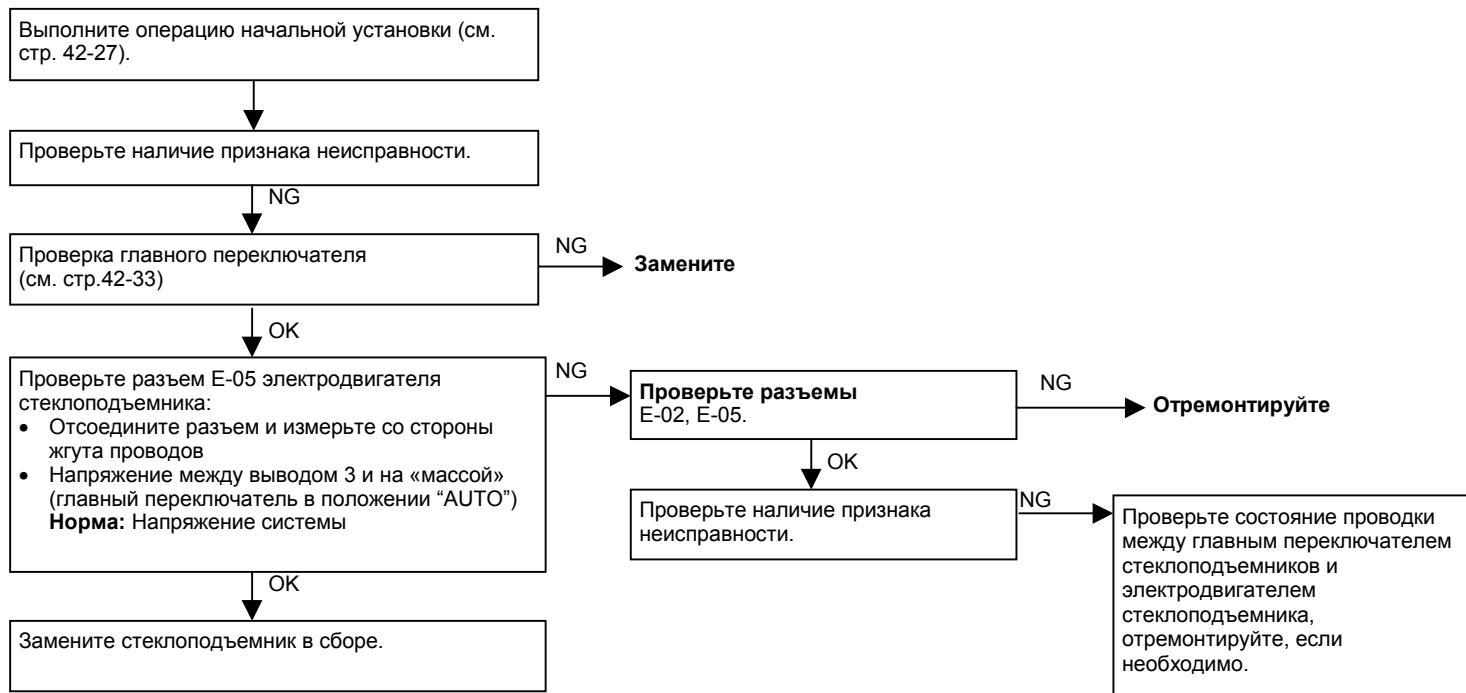 Выполните операцию начальной установки (см.
стр. 42-27).
Проверьте наличие признака неисправности.
NG
Проверка главного переключателя
(см. стр.42-33)
NG
Замените
OK
Проверьте разъем E-05 электродвигателя
стеклоподъемника:
• Отсоедините разъем и измерьте со стороны
жгута проводов
• Напряжение между выводом 3 и на «массой»
(главный переключатель в положении “AUTO”)
Норма: Напряжение системы
NG
Проверьте разъемы
E-02, E-05.
NG
Отремонтируйте
OK
Проверьте наличие признака
неисправности.
NG
Проверьте состояние проводки
между главным переключателем
стеклоподъемников и
электродвигателем
стеклоподъемника,
отремонтируйте, если
необходимо.
OK
Замените стеклоподъемник в сборе.